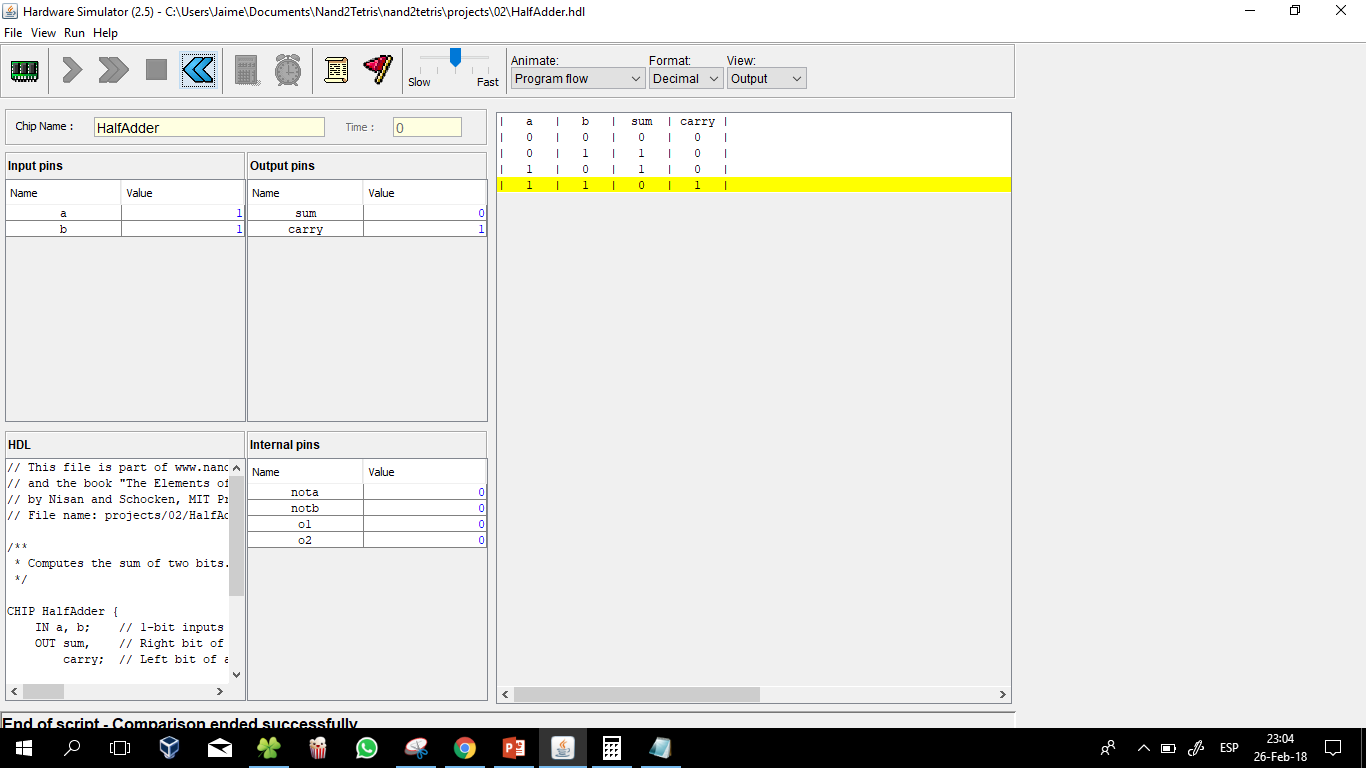 Hardware Simulator (2.5) - C:\Users\Jaime\Documents\Nand2Tetris\nand2tetris\projects\02\HalfAdder.hdl
File View Run Help
Slow Fast
Animate: Format: View:
Program flow Decimal Output
Chip Name : HalfAdder Time : 0
Input pins
Name Value
a 1
b 1
Output pins
Name Value
sum 0
carry 1
| a | b | sum | carry |
| 0 | 0 | 0 | 0 |
| 0 | 1 | 1 | 0 |
| 1 | 0 | 1 | 0 |
| 1 | 1 | 0 | 1 |
HDL
// This file is part of www.nand
// and the book "The Elements of
// by Nisan and Schocken, MIT Pr
// File name: projects/02/HalfAd
/**
* Computes the sum of two bits.
*/
CHIP HalfAdder {
IN a, b; // 1-bit inputs
OUT sum, // Right bit of
carry; // Left bit of a
Internal pins
Name Value
nota 0
notb 0
o1 0
o2 0
End of script - Comparison ended successfully
ESP
23:04
26-Feb-18